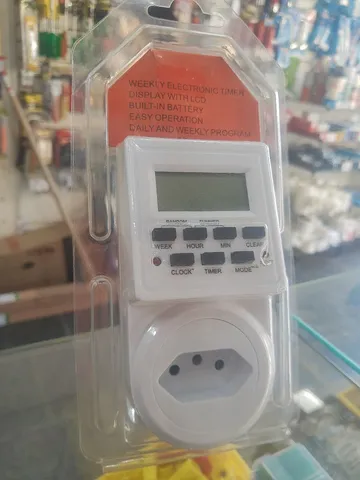 WEEKLY ELECTRONIC TIMER
DISPLAY WITH LCD
BUILT-IN BATTERY
EASY OPERATION
DAILY AND WEEKLY PROGRAM
RANDOM
WEEK HOUR MIN CLEAR
CLOCK TIMER MODE